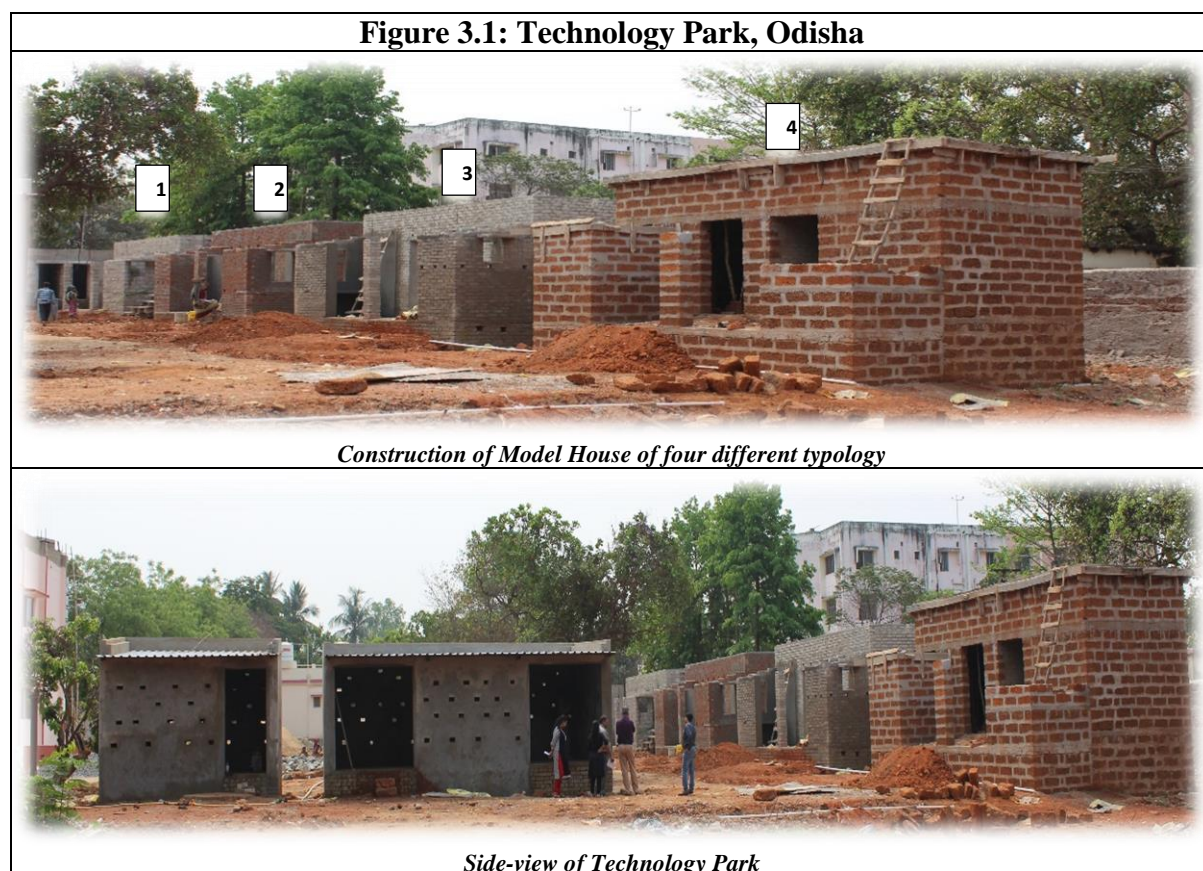 Figure 3.1: Technology Park, Odisha
1
2
3
4
Construction of Model House of four different typology
Side-view of Technology Park